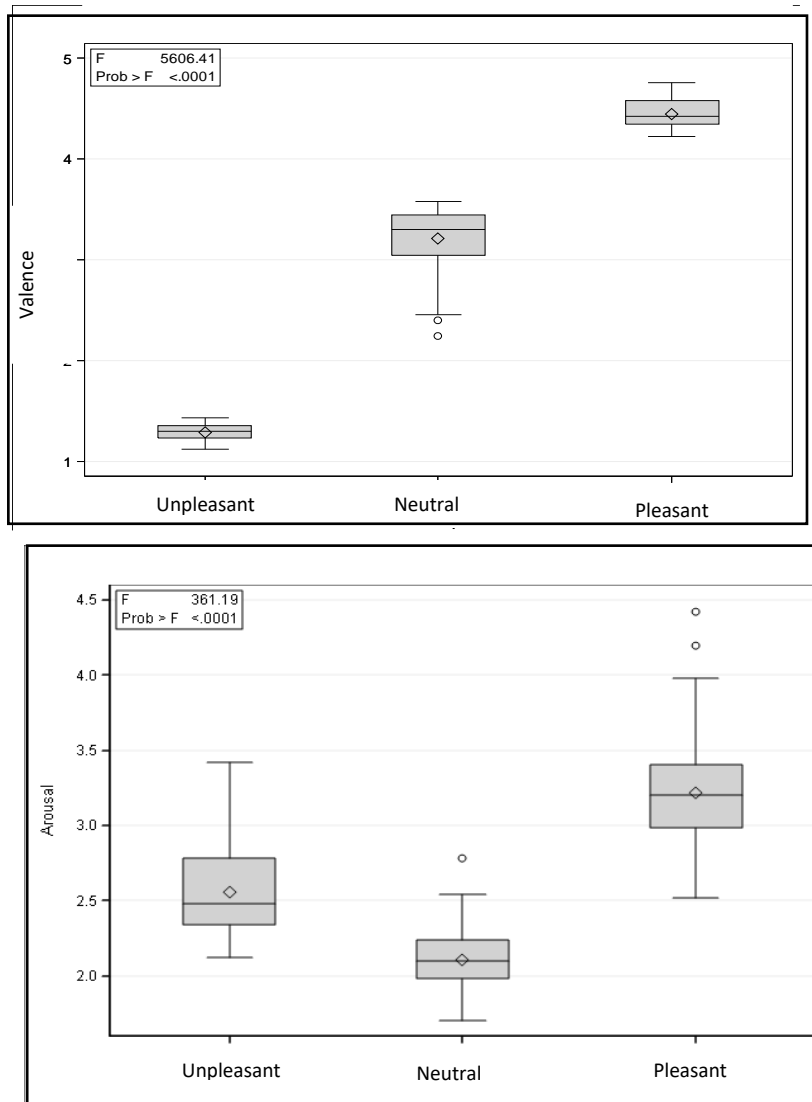 5
F 5606.41
Prob > F <.0001
4
Valence
1
Unpleasant
Neutral
Pleasant
4.5
F 361.19
Prob > F <.0001
4.0
3.5
Arousal
3.0
2.5
2.0
Unpleasant
Neutral
Pleasant